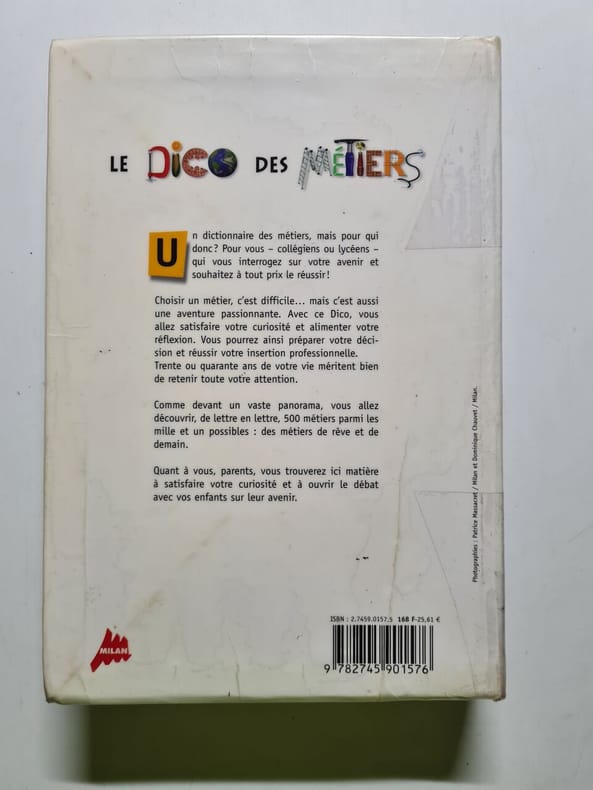 LE DICO DES MÉTIERS
Un dictionnaire des métiers, mais pour qui
donc ? Pour vous – collégiens ou lycéens –
qui vous interrogez sur votre avenir et
souhaitez à tout prix le réussir !
Choisir un métier, c'est difficile... mais c'est aussi
une aventure passionnante. Avec ce Dico, vous
allez satisfaire votre curiosité et alimenter votre
réflexion. Vous pourrez ainsi préparer votre déci-
sion et réussir votre insertion professionnelle.
Trente ou quarante ans de votre vie méritent bien
de retenir toute votre attention.
Comme devant un vaste panorama, vous allez
découvrir, de lettre en lettre, 500 métiers parmi les
mille et un possibles : des métiers de rêve et de
demain.
Quant à vous, parents, vous trouverez ici matière
à satisfaire votre curiosité et à ouvrir le débat
avec vos enfants sur leur avenir.
Photographies : Patrice Massacret / Milan et Dominique Chauvet / Milan.
ISBN : 2.7459.0157.5 168 F-25,61 €
9 782745 901576
MILAN